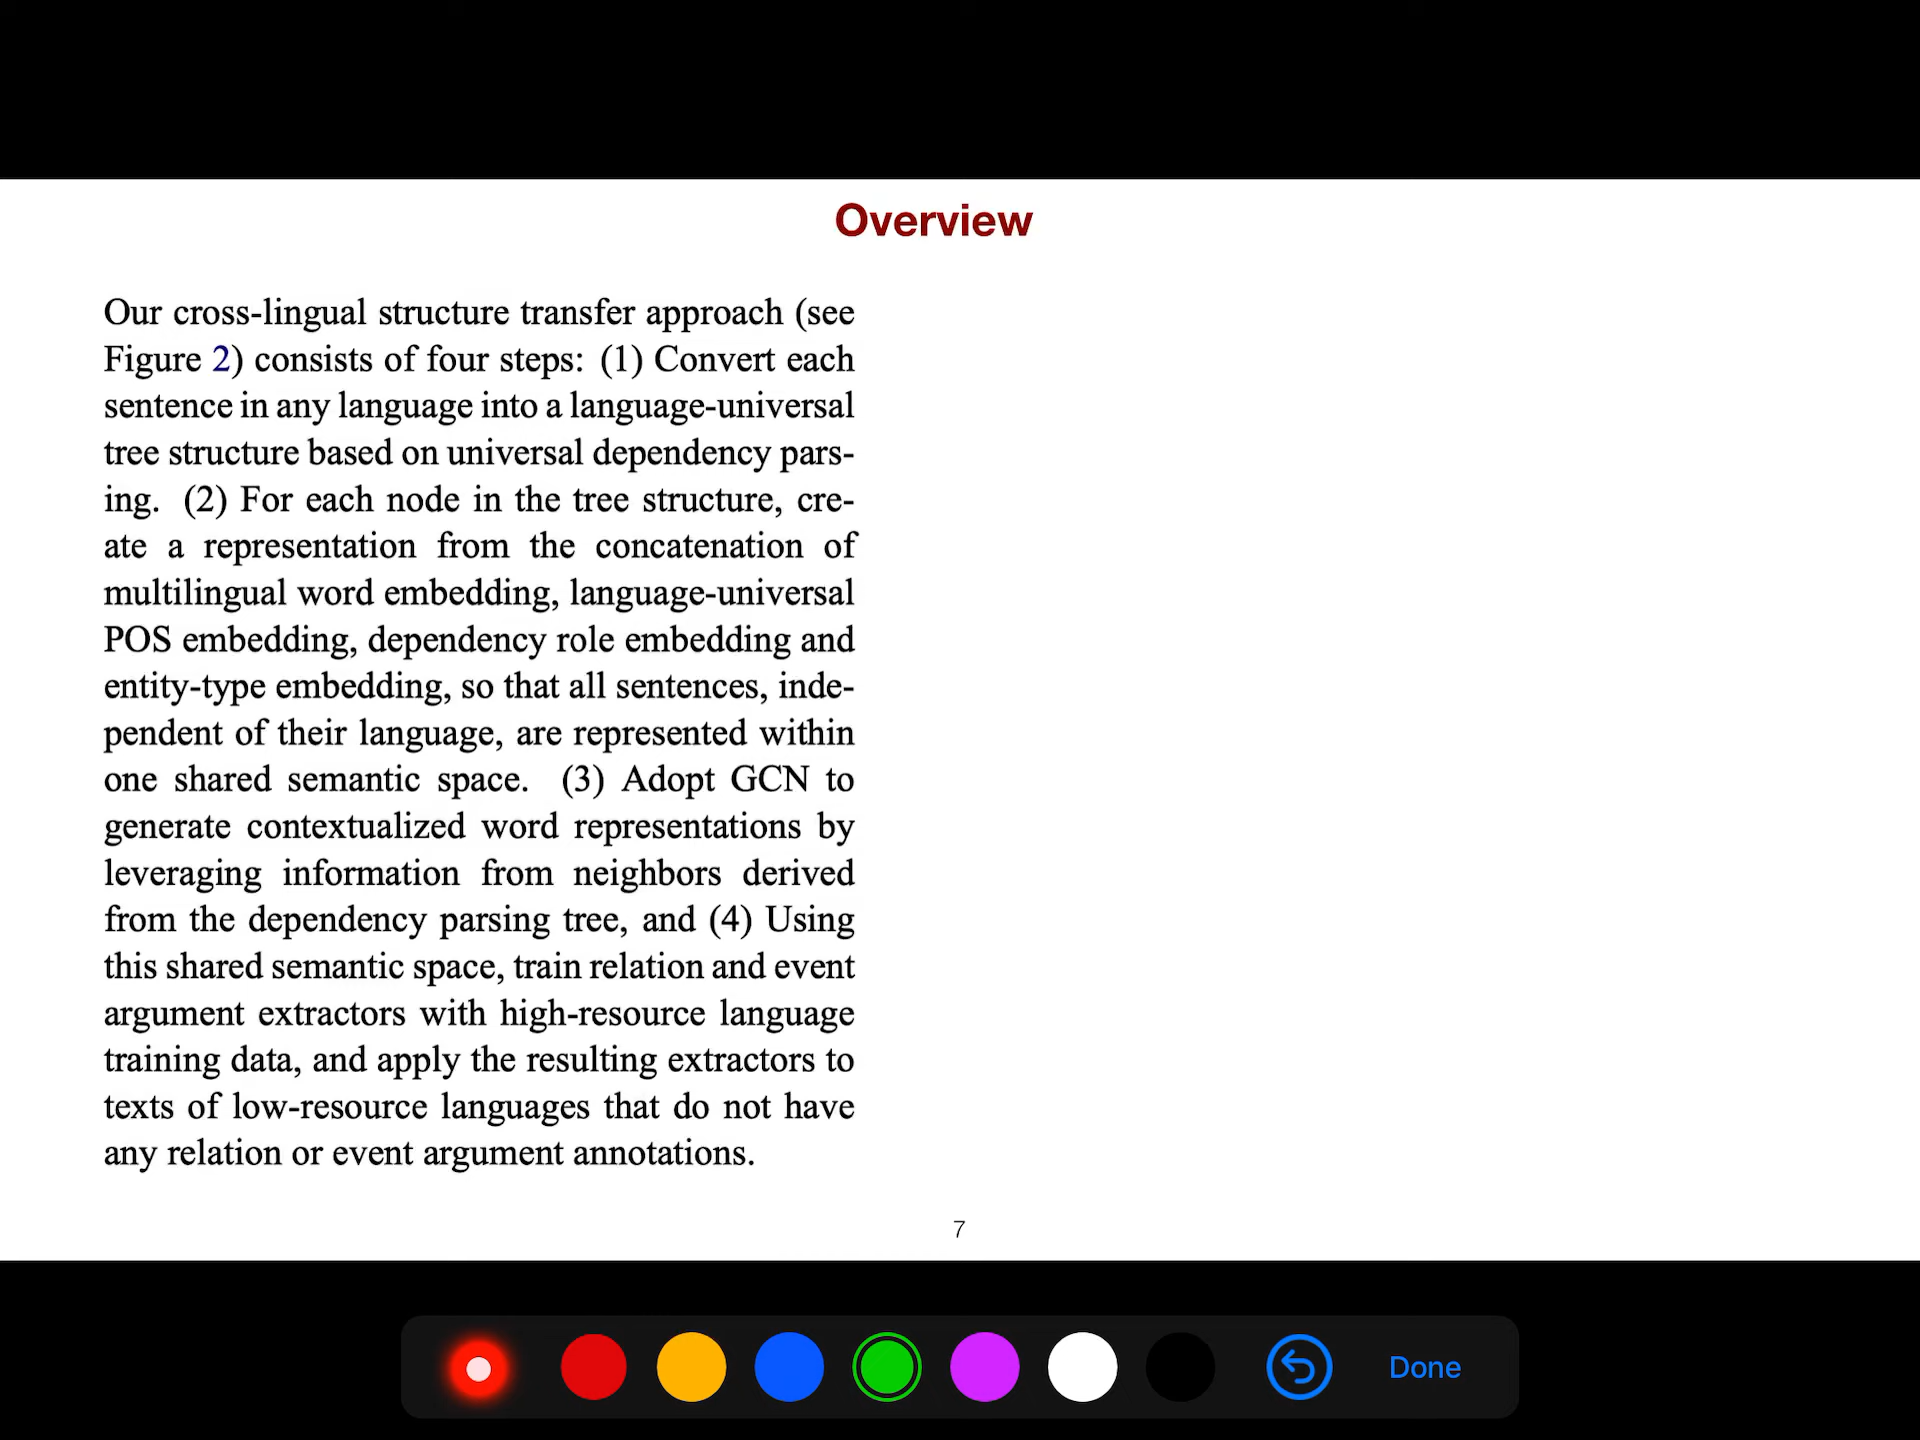 Overview
Our cross-lingual structure transfer approach (see
Figure 2) consists of four steps: (1) Convert each
sentence in any language into a language-universal
tree structure based on universal dependency pars-
ing. (2) For each node in the tree structure, cre-
ate a representation from the concatenation of
multilingual word embedding, language-universal
POS embedding, dependency role embedding and
entity-type embedding, so that all sentences, inde-
pendent of their language, are represented within
one shared semantic space. (3) Adopt GCN to
generate contextualized word representations by
leveraging information from neighbors derived
from the dependency parsing tree, and (4) Using
this shared semantic space, train relation and event
argument extractors with high-resource language
training data, and apply the resulting extractors to
texts of low-resource languages that do not have
any relation or event argument annotations.
7
Done